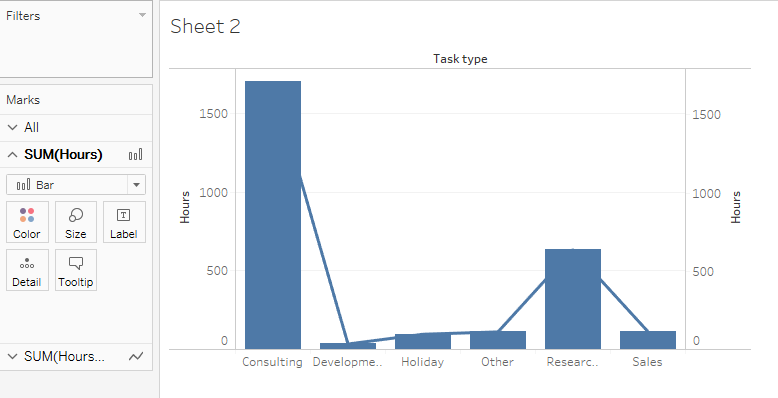 Filters
Marks
All
SUM(Hours)
Bar
Color
Size
Label
Detail
Tooltip
SUM(Hours...
Sheet 2
Task type
1500
1000
500
0
Hours
1500
1000
500
0
Hours
Consulting
Developme..
Holiday
Other
Researc..
Sales